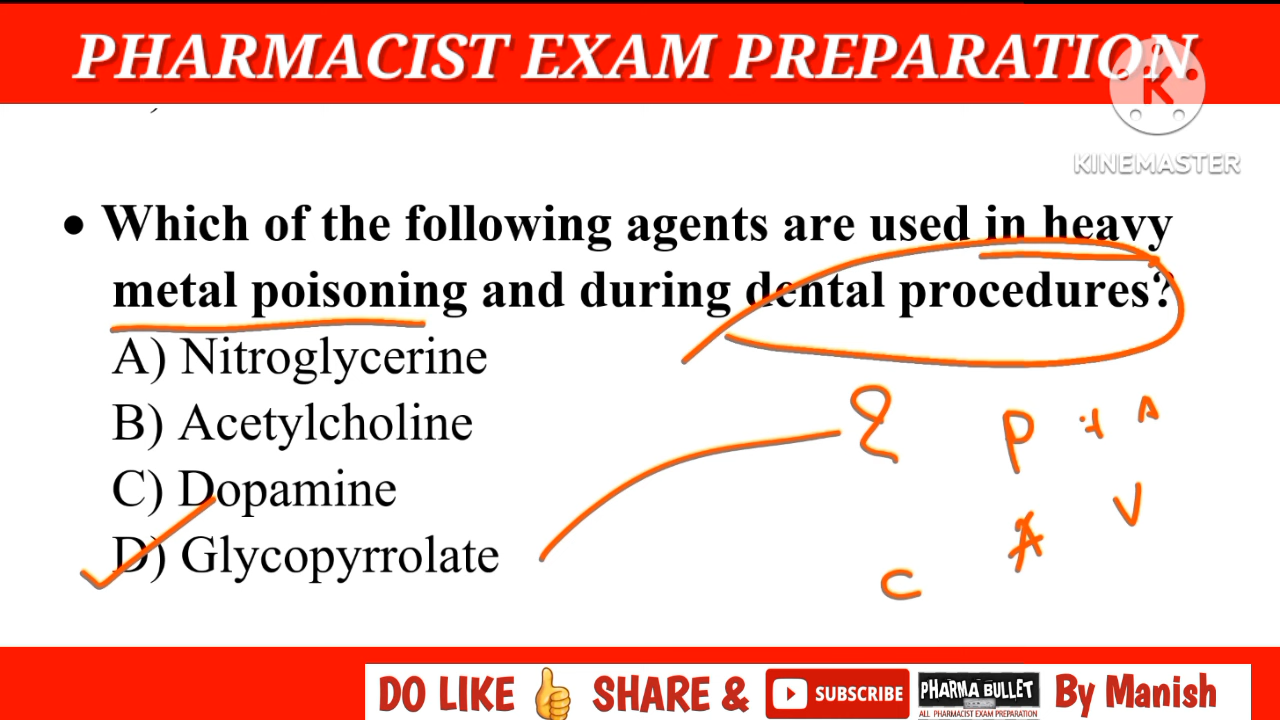 PHARMACIST EXAM PREPARATION
K
KINEMASTER
• Which of the following agents are used in heavy
metal poisoning and during dental procedures?
A) Nitroglycerine
B) Acetylcholine
C) Dopamine
D) Glycopyrrolate
P
A
V
C
DO LIKE SHARE & SUBSCRIBE PHARMA BULLET By Manish
ALL PHARMACIST EXAM PREPARATION